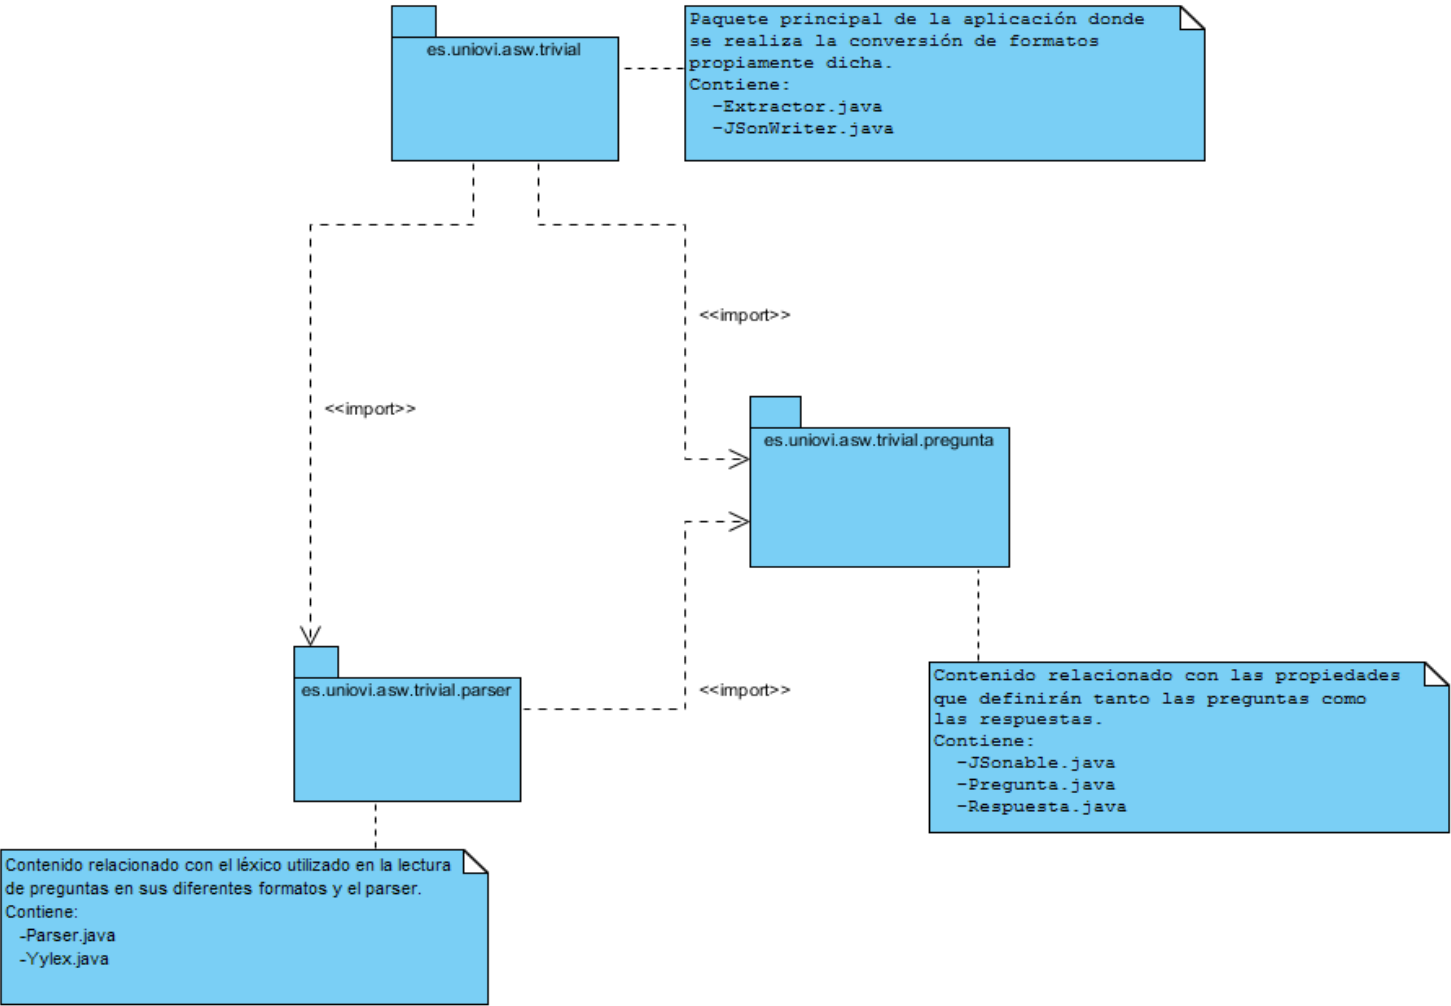 es.uniovi.asw.trivial
Paquete principal de la aplicación donde
se realiza la conversión de formatos
propiamente dicha.
Contiene:
-Extractor.java
-JSonWriter.java
<<import>>
<<import>>
es.uniovi.asw.trivial.pregunta
es.uniovi.asw.trivial.parser
<<import>>
Contenido relacionado con las propiedades
que definirán tanto las preguntas como
las respuestas.
Contiene:
-JSonable.java
-Pregunta.java
-Respuesta.java
Contenido relacionado con el léxico utilizado en la lectura
de preguntas en sus diferentes formatos y el parser.
Contiene:
-Parser.java
-Yylex.java